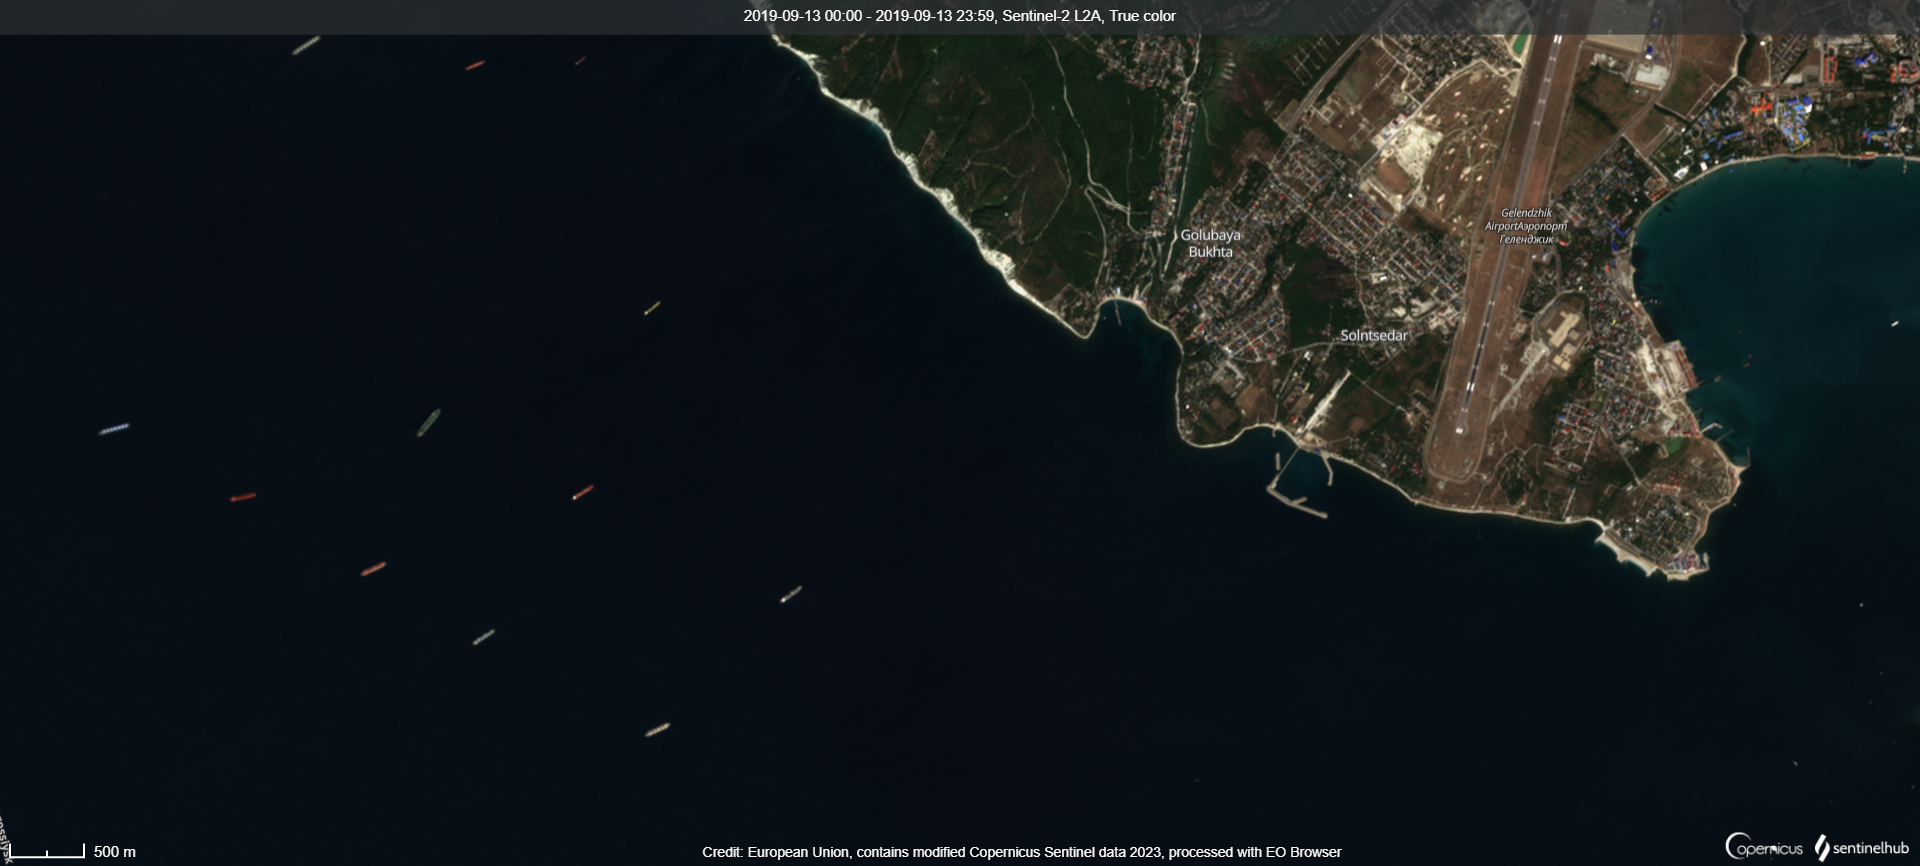 2019-09-13 00:00 - 2019-09-13 23:59, Sentinel-2 L2A, True color
Gelendzhik
AirportАэропорт
Геленджик
Golubaya
Bukhta
Solntsedar
500 m
Credit: European Union, contains modified Copernicus Sentinel data 2023, processed with EO Browser
Copernicus
sentinelhub